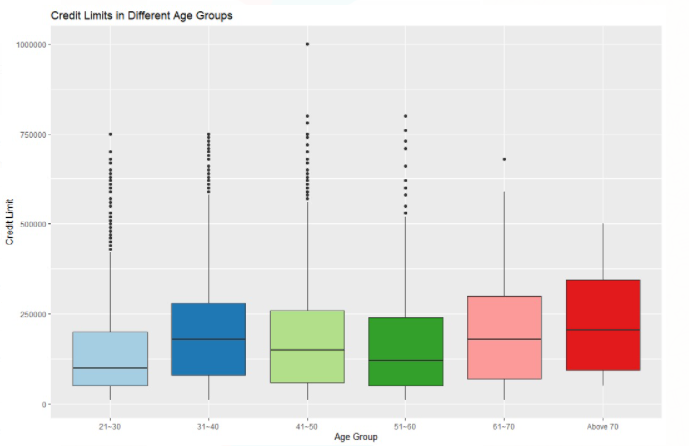 Credit Limits in Different Age Groups
1000000
750000
500000
250000
0
Credit Limit
21-30
31-40
41-50
51-60
61-70
Above 70
Age Group